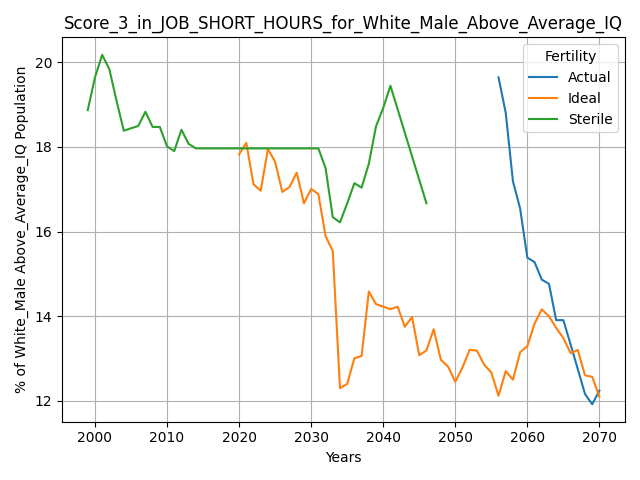 Score_3_in_JOB_SHORT_HOURS_for_White_Male_Above_Average_IQ
% of White_Male Above_Average_IQ Population
20
18
16
14
12
Fertility
Actual
Ideal
Sterile
2000 2010 2020 2030 2040 2050 2060 2070
Years